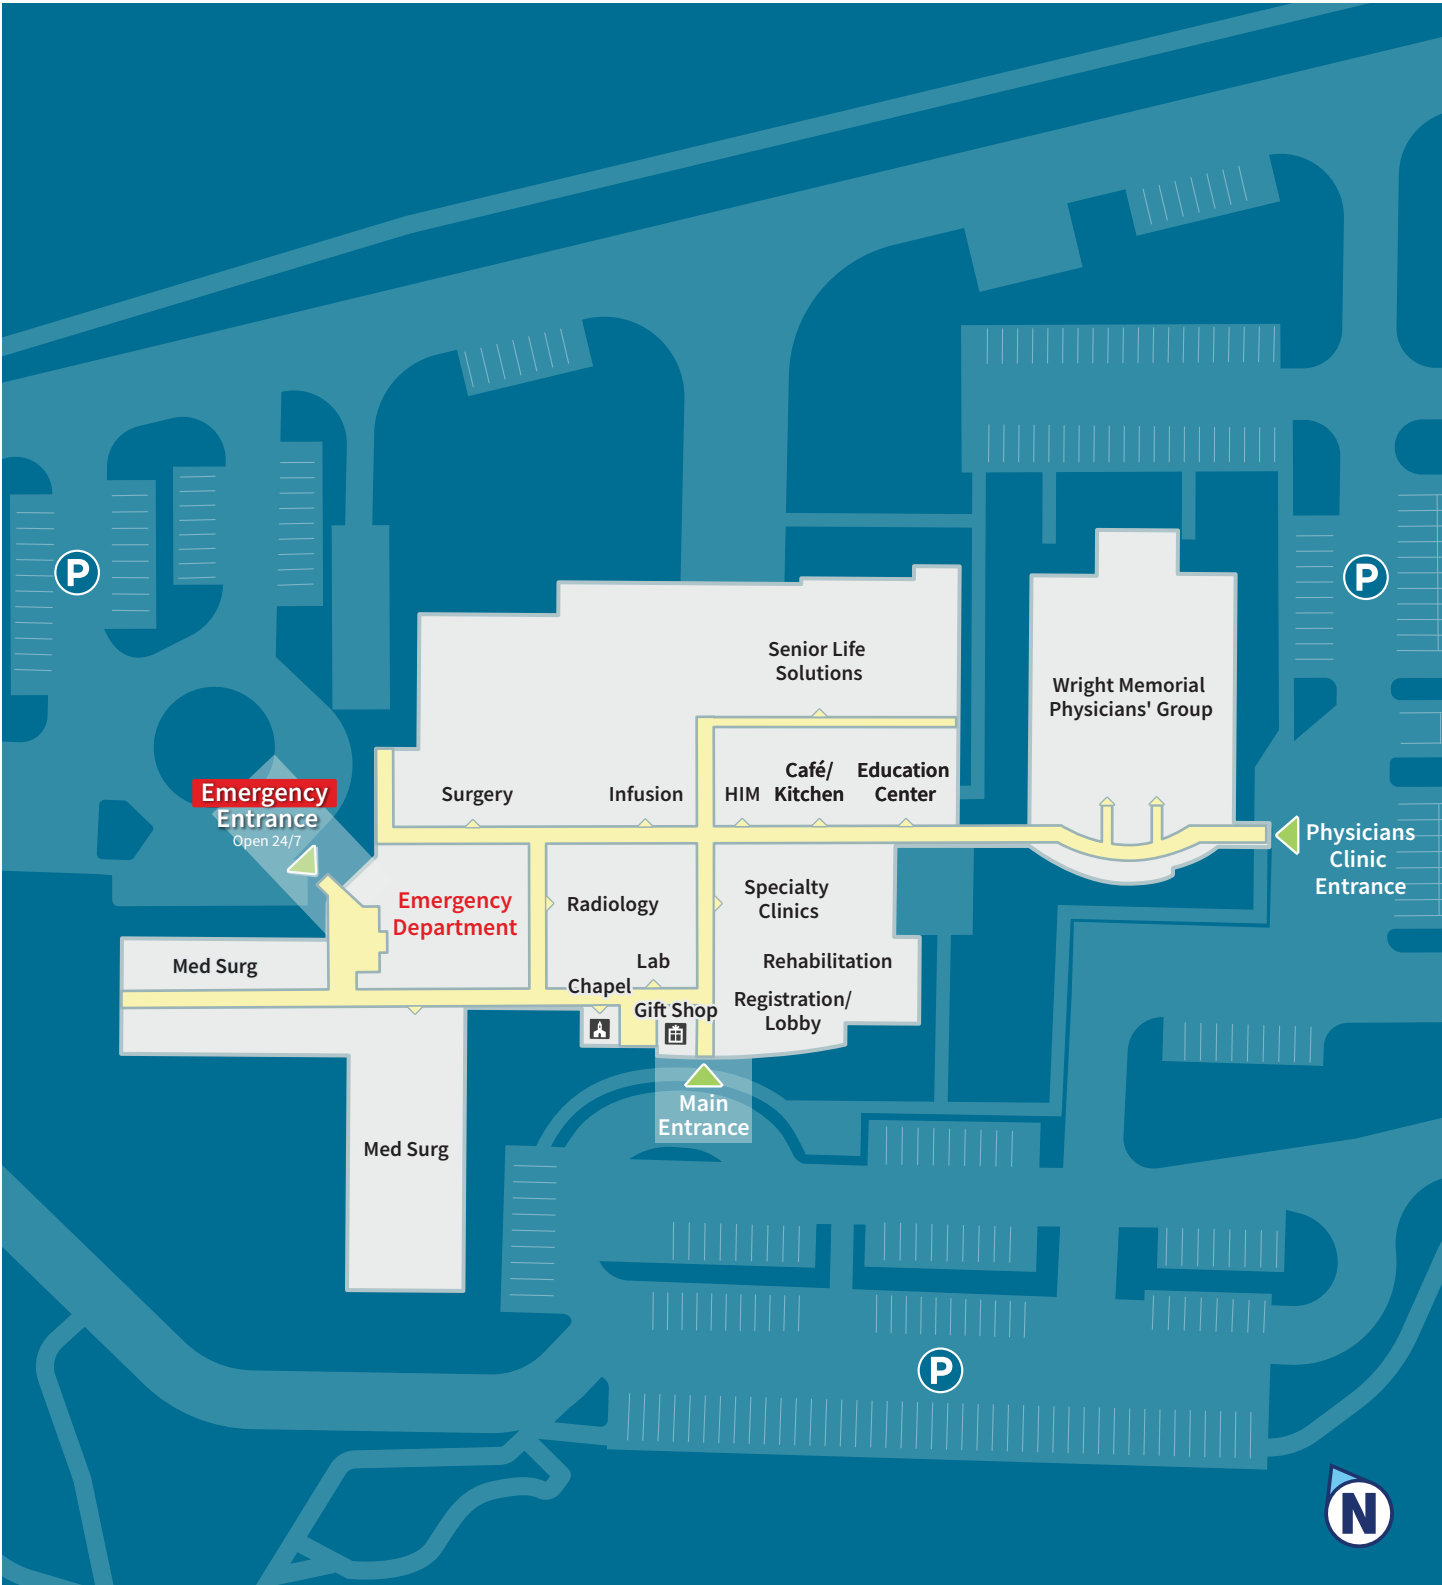 P
P
Senior Life
Solutions
Wright Memorial
Physicians' Group
Emergency
Entrance
Open 24/7
Surgery
Infusion
HIM
Café/
Kitchen
Education
Center
Physicians
Clinic
Entrance
Emergency
Department
Radiology
Specialty
Clinics
Med Surg
Lab
Rehabilitation
Chapel
Gift Shop
Registration/
Lobby
Main
Entrance
Med Surg
P
N